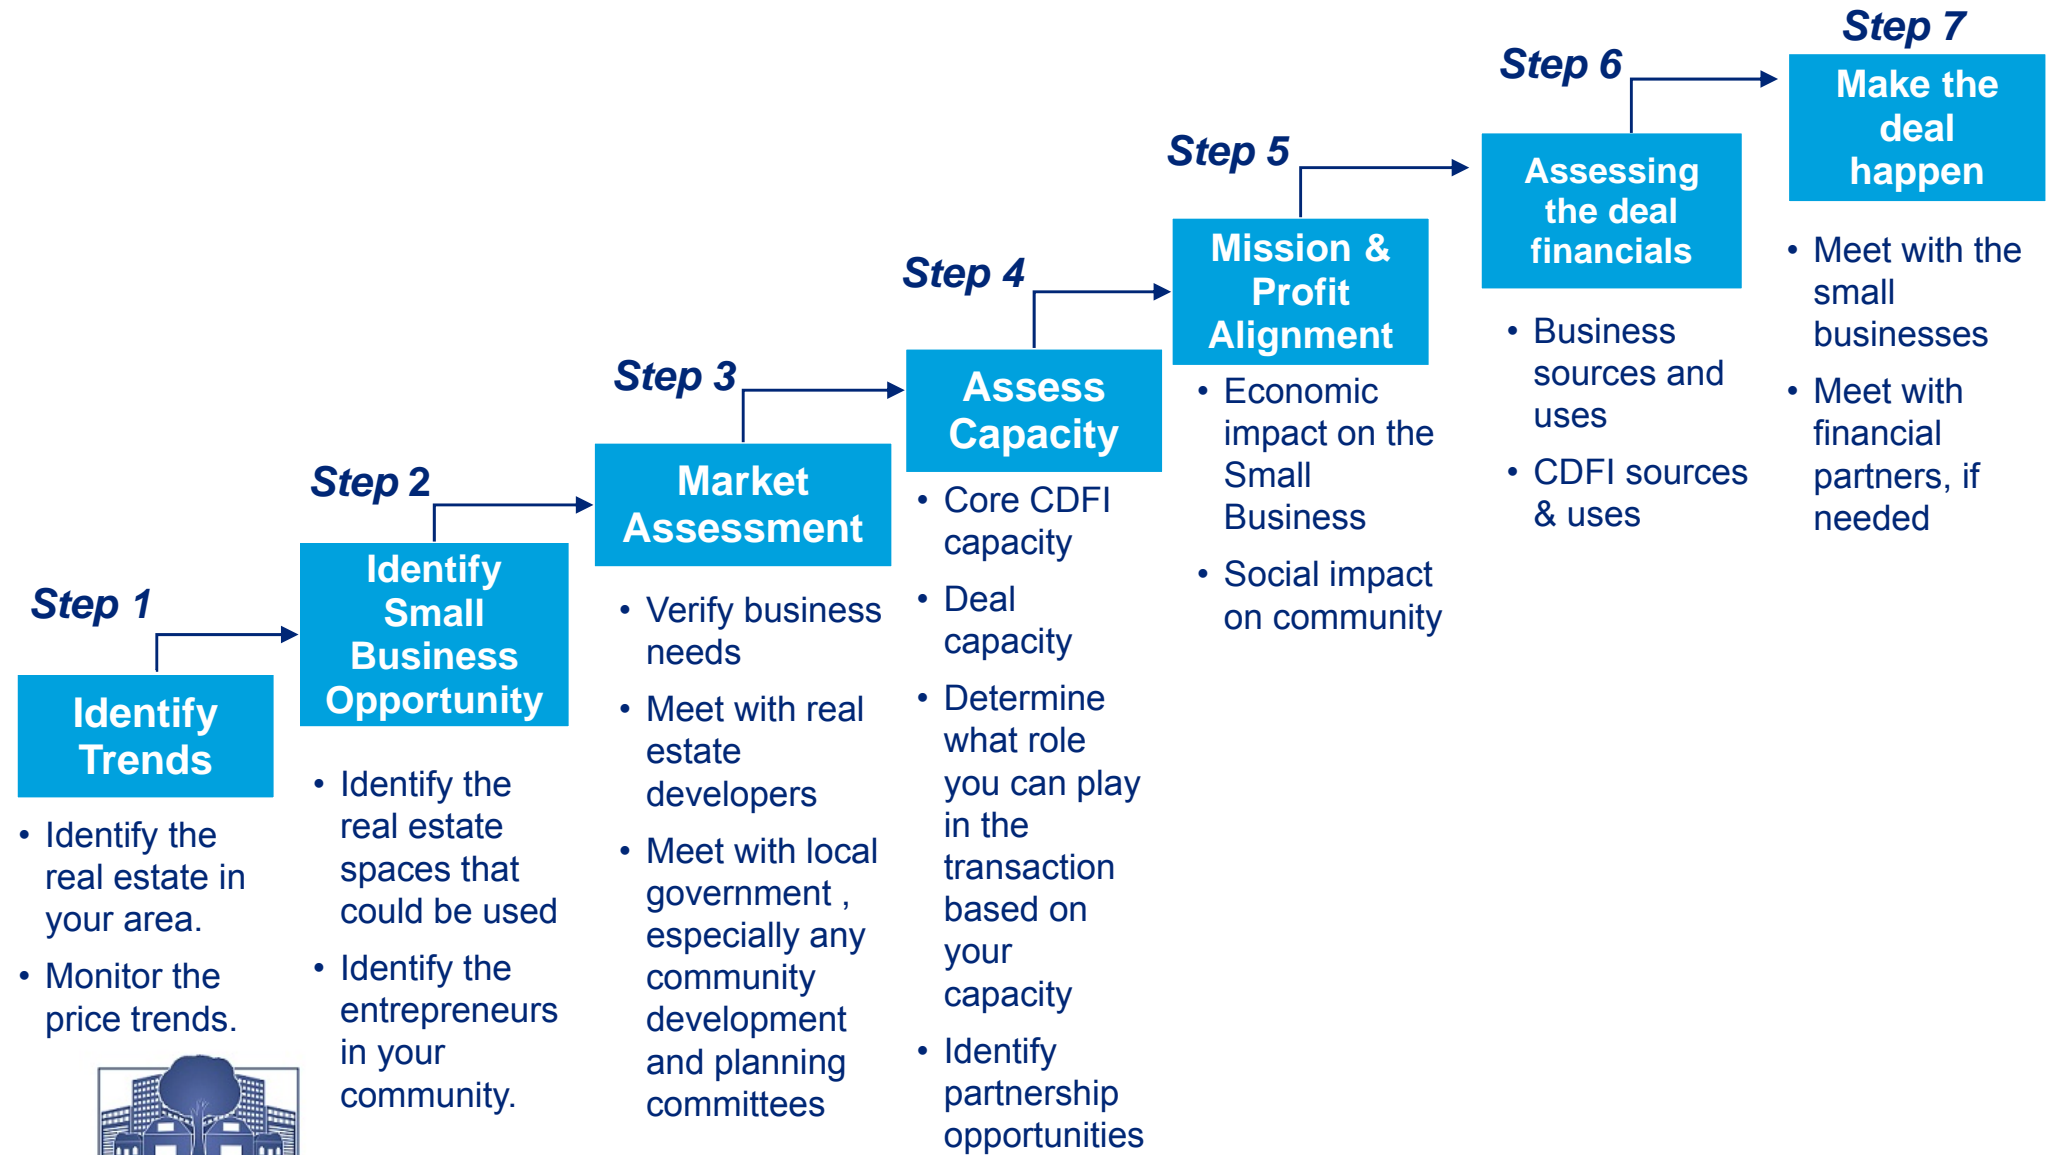 Step 1
Identify
Trends
• Identify the
real estate in
your area.
• Monitor the
price trends.
Step 2
Identify
Small
Business
Opportunity
• Identify the
real estate
spaces that
could be used
• Identify the
entrepreneurs
in your
community.
Step 3
Market
Assessment
• Verify business
needs
• Meet with real
estate
developers
• Meet with local
government ,
especially any
community
development
and planning
committees
Step 4
Assess
Capacity
• Core CDFI
capacity
• Deal
capacity
• Determine
what role
you can play
in the
transaction
based on
your
capacity
• Identify
partnership
opportunities
Step 5
Mission &
Profit
Alignment
• Economic
impact on the
Small
Business
• Social impact
on community
Step 6
Assessing
the deal
financials
• Business
sources and
uses
• CDFI sources
& uses
Step 7
Make the
deal
happen
• Meet with the
small
businesses
• Meet with
financial
partners, if
needed